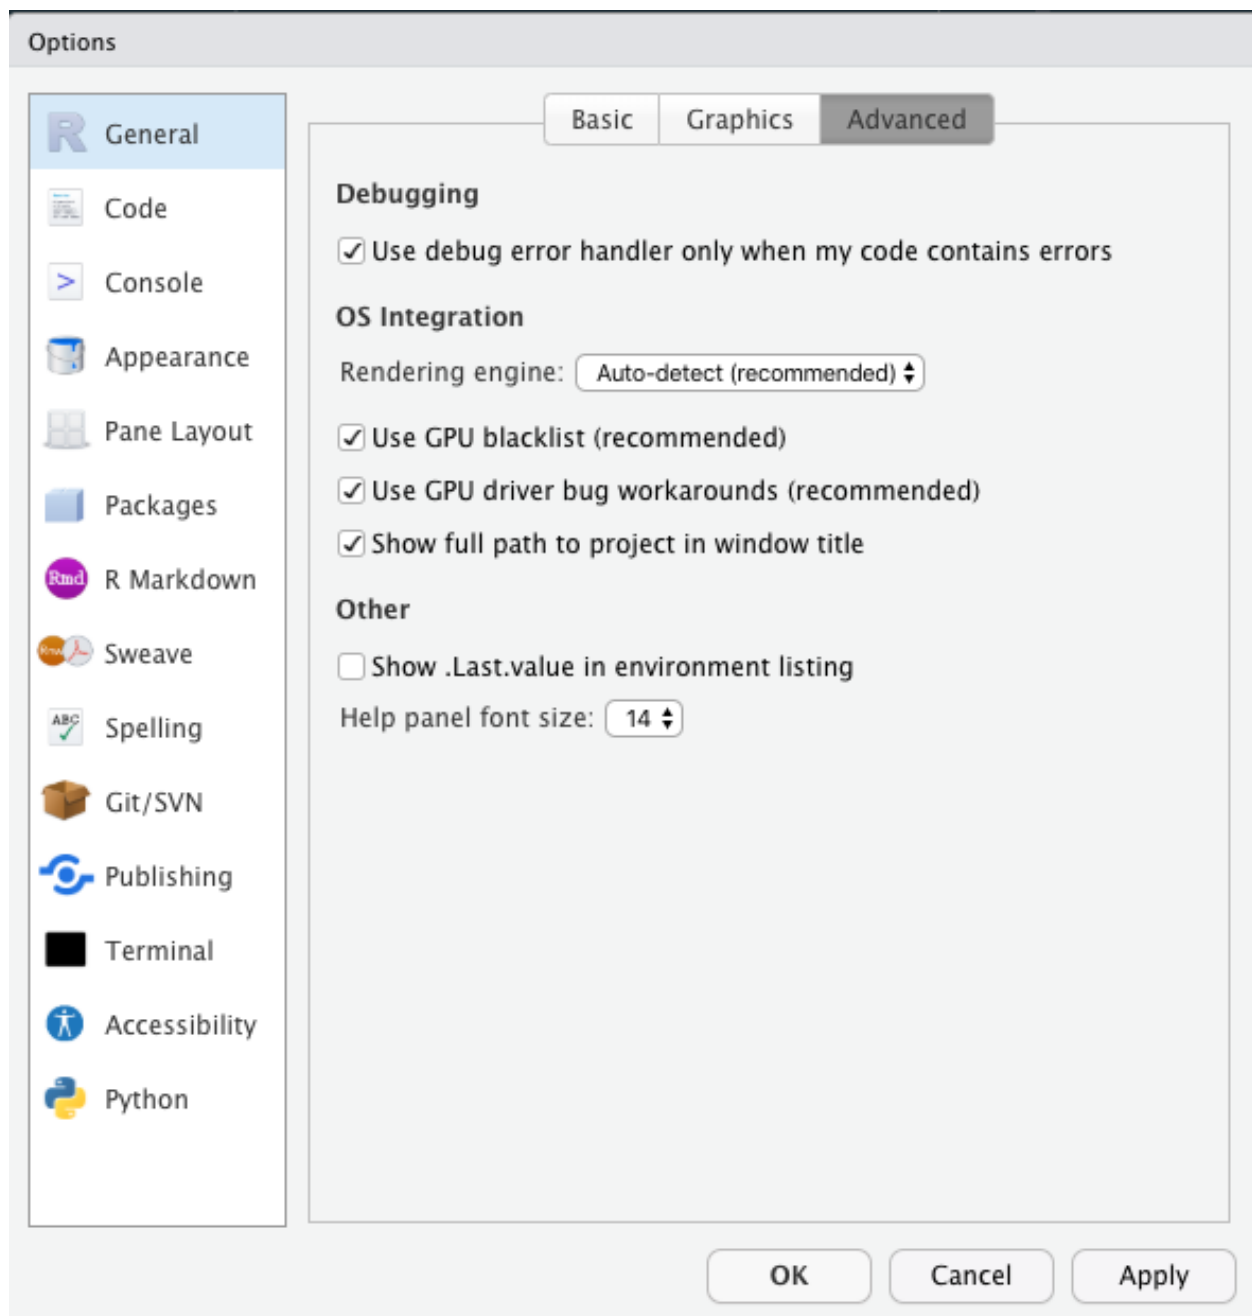 Options
General
Code
Console
Appearance
Pane Layout
Packages
Rmd R Markdown
Sweave
ABC Spelling
Git/SVN
Publishing
Terminal
Accessibility
Python
Basic Graphics Advanced
Debugging
Use debug error handler only when my code contains errors
OS Integration
Rendering engine: Auto-detect (recommended)
Use GPU blacklist (recommended)
Use GPU driver bug workarounds (recommended)
Show full path to project in window title
Other
Show .Last.value in environment listing
Help panel font size: 14
OK Cancel Apply